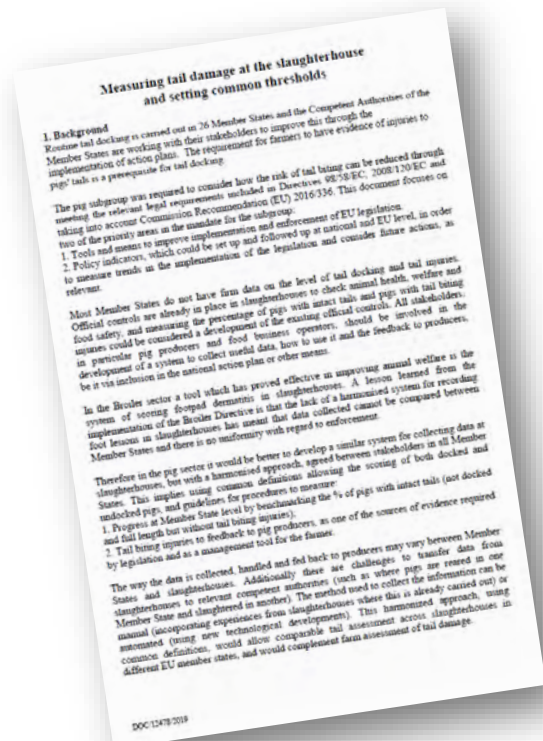 Measuring tail damage at the slaughterhouse
and setting common thresholds
1. Background
Routine tail docking is carried out in 26 Member States and the Competent Authorities of the
Member States are working with their stakeholders to improve this through the
implementation of action plans. The requirement for farmers to have evidence of injuries to
pigs' tails is a prerequisite for tail docking.
The pig subgroup was required to consider how the risk of tail biting can be reduced through
meeting the relevant legal requirements included in Directives 98/58/EC, 2008/120/EC and
taking into account Commission Recommendation (EU) 2016/336. This document focuses on
two of the priority areas in the mandate for the subgroup:
1. Tools and means to improve implementation and enforcement of EU legislation.
2. Policy indicators, which could be set up and followed up at national and EU level, in order
to measure trends in the implementation of the legislation and consider future actions, as
relevant.
Most Member States do not have firm data on the level of tail docking and tail injuries.
Official controls are already in place in slaughterhouses to check animal health, welfare and
food safety, and measuring the percentage of pigs with intact tails and pigs with tail biting
injuries could be considered a development of the existing official controls. All stakeholders,
in particular pig producers and food business operators, should be involved in the
development of a system to collect useful data, how to use it and the feedback to producers,
be it via inclusion in the national action plan or other means.
In the Broiler sector a tool which has proved effective in improving animal welfare is the
system of scoring footpad dermatitis in slaughterhouses. A lesson learned from the
implementation of the Broiler Directive is that the lack of a harmonised system for recording
foot lessons in slaughterhouses has meant that data collected cannot be compared between
Member States and there is no uniformity with regard to enforcement.
Therefore in the pig sector it would be better to develop a similar system for collecting data at
slaughterhouses, but with a harmonised approach, agreed between stakeholders in all Member
States. This implies using common definitions allowing the scoring of both docked and
undocked pigs, and guidelines for procedures to measure:
1. Progress at Member State level by benchmarking the % of pigs with intact tails (not docked
and full length but without tail biting injuries);
2. Tail biting injuries to feedback to pig producers, as one of the sources of evidence required
by legislation and as a management tool for the farmer.
The way the data is collected, handled and fed back to producers may vary between Member
States and slaughterhouses. Additionally there are challenges to transfer data from
slaughterhouses to relevant competent authorities (such as where pigs are reared in one
Member State and slaughtered in another). The method used to collect the information can be
manual (incorporating experiences from slaughterhouses where this is already carried out) or
automated (using new technological developments). This harmonized approach, using
common definitions, would allow comparable tail assessment across slaughterhouses in
different EU member states, and would complement farm assessment of tail damage.
DOC/12478/2019